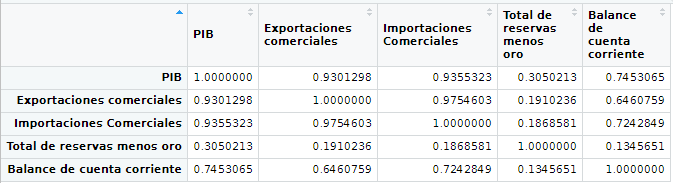 PIB Exportaciones comerciales Importaciones Comerciales Total de reservas menos oro Balance de cuenta corriente
PIB 1.0000000 0.9301298 0.9355323 0.3050213 0.7453065
Exportaciones comerciales 0.9301298 1.0000000 0.9754603 0.1910236 0.6460759
Importaciones Comerciales 0.9355323 0.9754603 1.0000000 0.1868581 0.7242849
Total de reservas menos oro 0.3050213 0.1910236 0.1868581 1.0000000 0.1345651
Balance de cuenta corriente 0.7453065 0.6460759 0.7242849 0.1345651 1.0000000